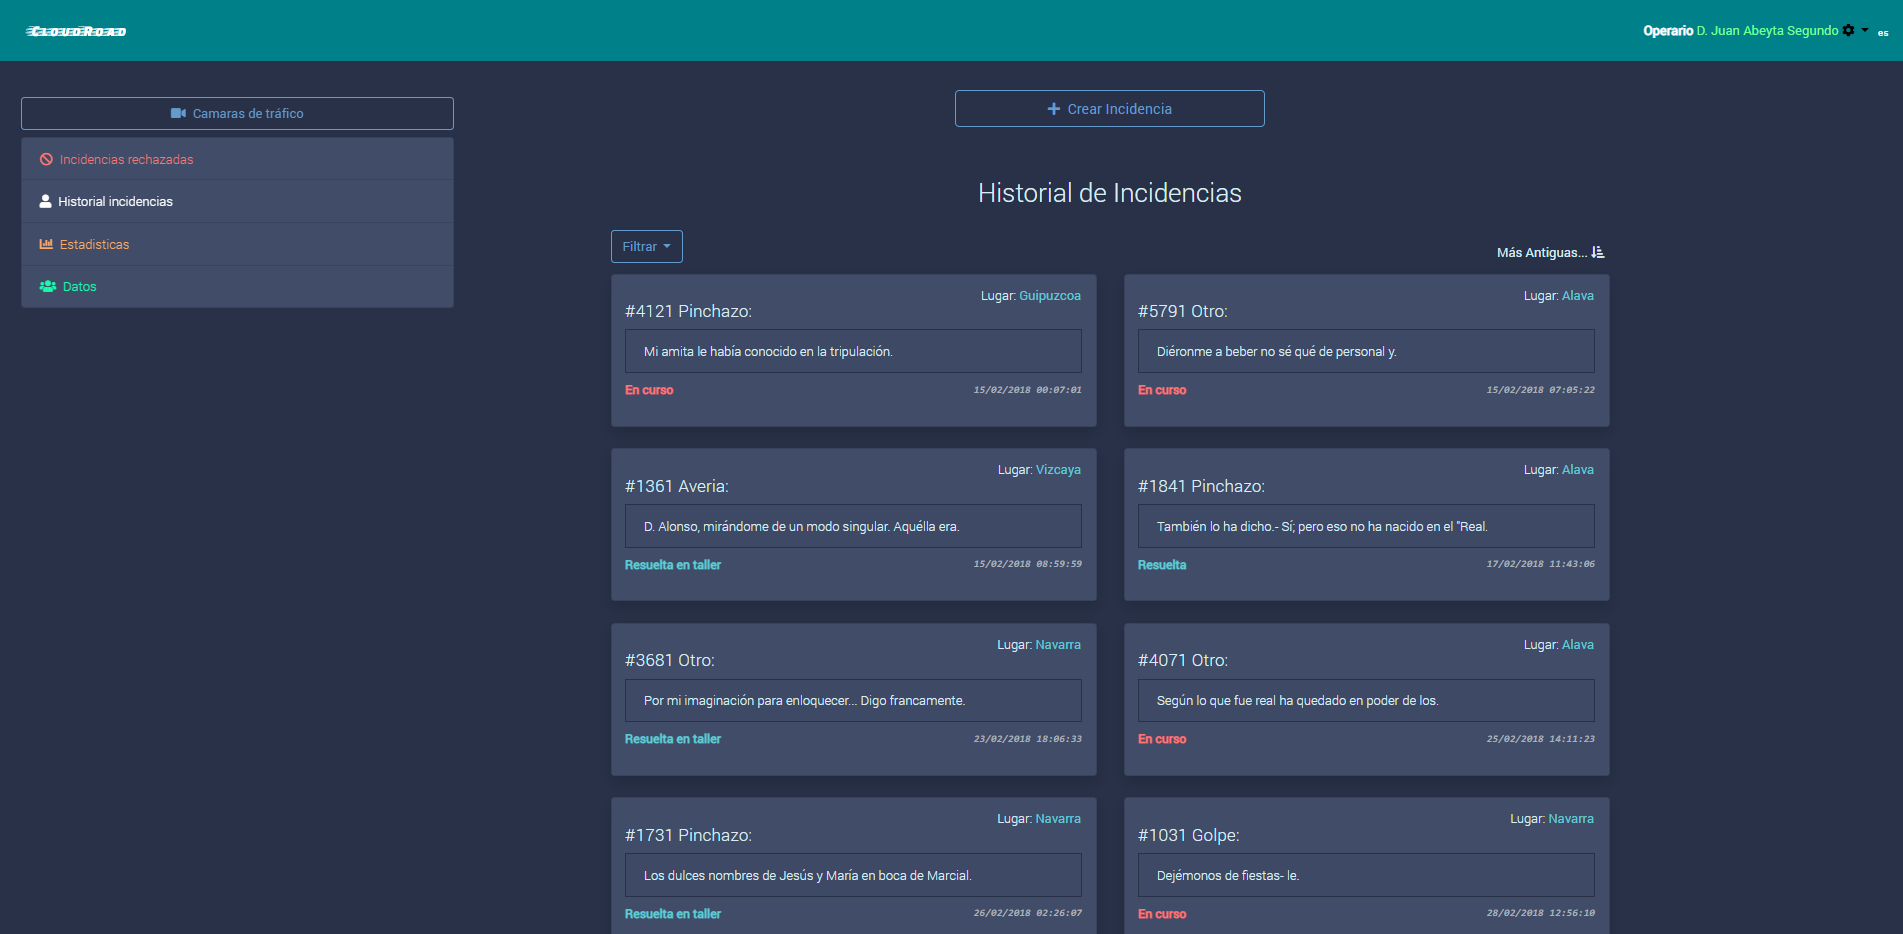 CLOUDROAD
Operario D. Juan Abeyta Segundo
es
Camaras de tráfico
Incidencias rechazadas
Historial incidencias
Estadisticas
Datos
Crear Incidencia
Historial de Incidencias
Filtrar
Más Antiguas...
Lugar: Guipuzcoa
#4121 Pinchazo:
Mi amita le había conocido en la tripulación.
En curso 15/02/2018 00:07:01
Lugar: Alava
#5791 Otro:
Diéronme a beber no sé qué de personal y.
En curso 15/02/2018 07:05:22
Lugar: Vizcaya
#1361 Averia:
D. Alonso, mirándome de un modo singular. Aquélla era.
Resuelta en taller 15/02/2018 08:59:59
Lugar: Alava
#1841 Pinchazo:
También lo ha dicho.- Sí; pero eso no ha nacido en el "Real.
Resuelta 17/02/2018 11:43:06
Lugar: Navarra
#3681 Otro:
Por mi imaginación para enloquecer... Digo francamente.
Resuelta en taller 23/02/2018 18:06:33
Lugar: Alava
#4071 Otro:
Según lo que fue real ha quedado en poder de los.
En curso 25/02/2018 14:11:23
Lugar: Navarra
#1731 Pinchazo:
Los dulces nombres de Jesús y María en boca de Marcial.
Resuelta en taller 26/02/2018 02:26:07
Lugar: Navarra
#1031 Golpe:
Dejémonos de fiestas- le.
En curso 28/02/2018 12:56:10